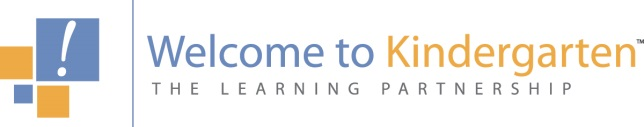 !
Welcome to Kindergarten™
THE LEARNING PARTNERSHIP